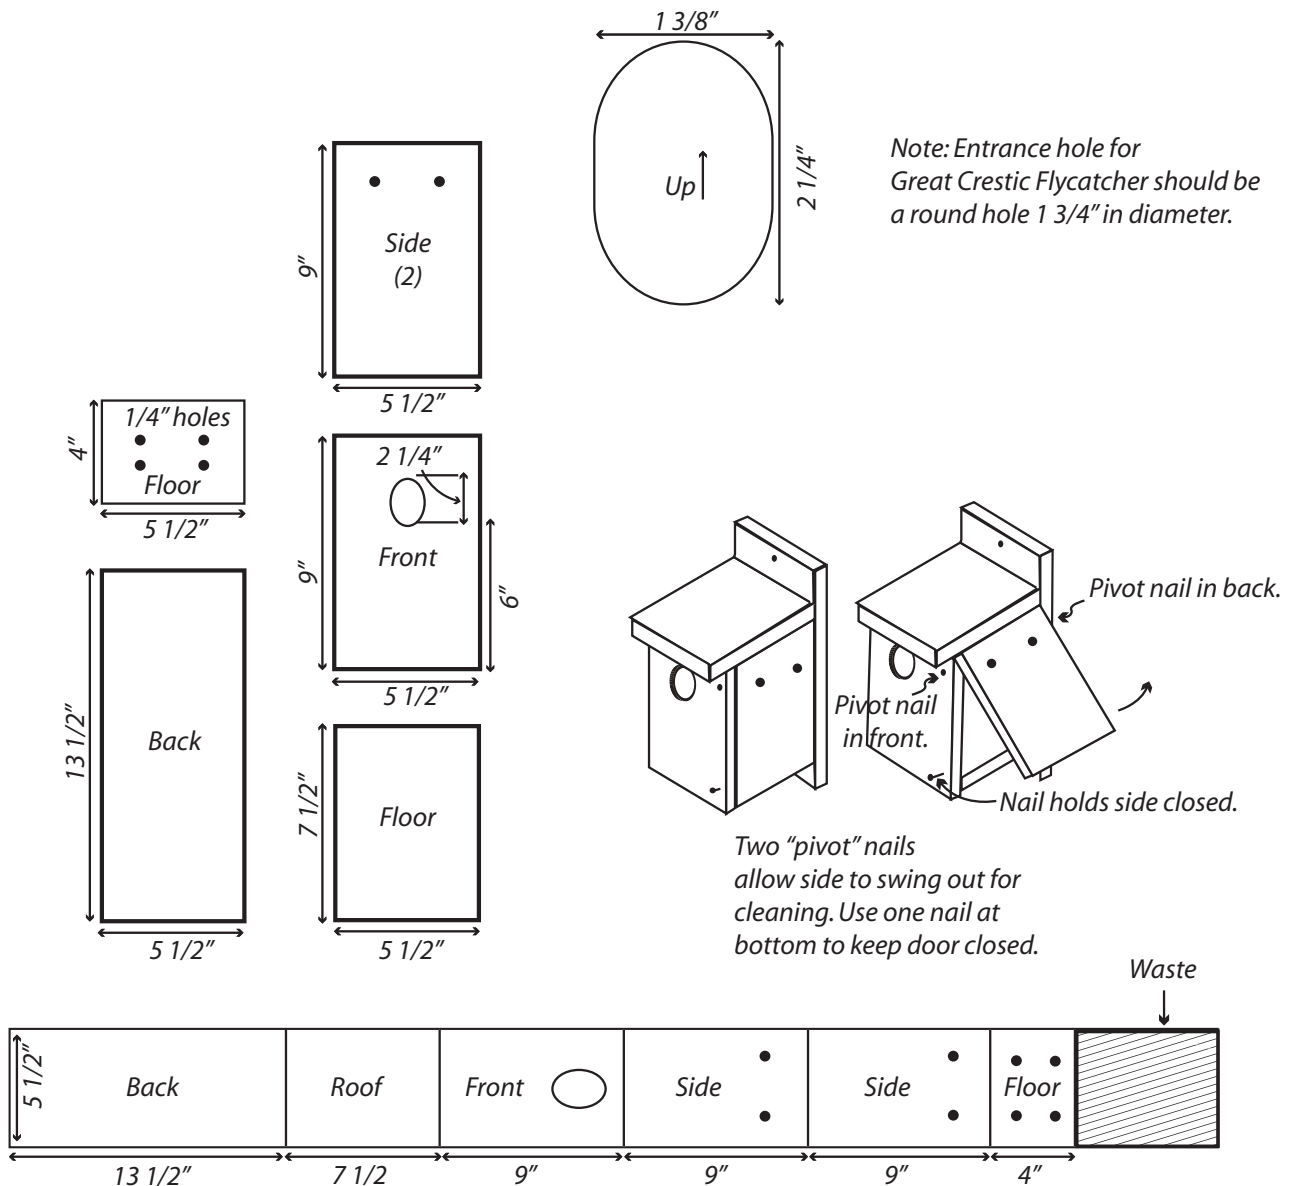 1 3/8”
2 1/4”
Up
Note: Entrance hole for
Great Crestic Flycatcher should be
a round hole 1 3/4” in diameter.
9”
Side
(2)
5 1/2”
1/4” holes
4”
Floor
5 1/2”
2 1/4”
9”
Front
6”
5 1/2”
13 1/2”
Back
5 1/2”
7 1/2”
Floor
5 1/2”
Pivot nail in back.
Pivot nail
in front.
Nail holds side closed.
Two “pivot” nails
allow side to swing out for
cleaning. Use one nail at
bottom to keep door closed.
Waste
5 1/2”
Back
Roof
Front
Side
Side
Floor
13 1/2”
7 1/2
9”
9”
9”
4”